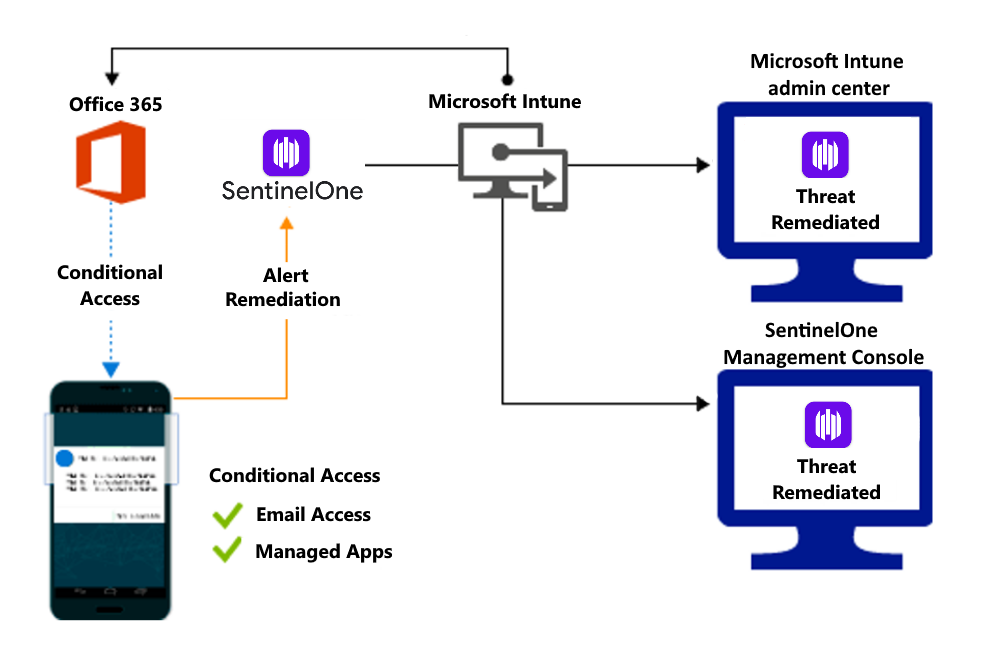 Microsoft Intune
admin center
Office 365
Microsoft Intune
SentinelOne
Threat
Remediated
Conditional
Access
Alert
Remediation
SentinelOne
Management Console
Threat
Remediated
Conditional Access
Email Access
Managed Apps